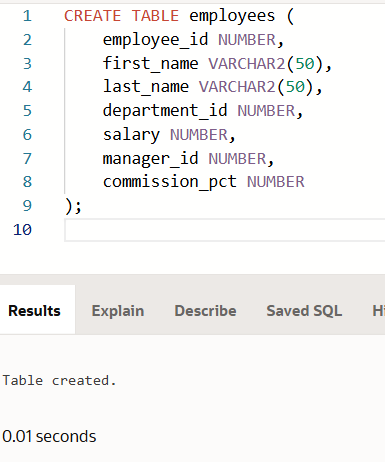 1 CREATE TABLE employees (
2 employee_id NUMBER,
3 first_name VARCHAR2(50),
4 last_name VARCHAR2(50),
5 department_id NUMBER,
6 salary NUMBER,
7 manager_id NUMBER,
8 commission_pct NUMBER
9 );
10
Results Explain Describe Saved SQL
Table created.
0.01 seconds